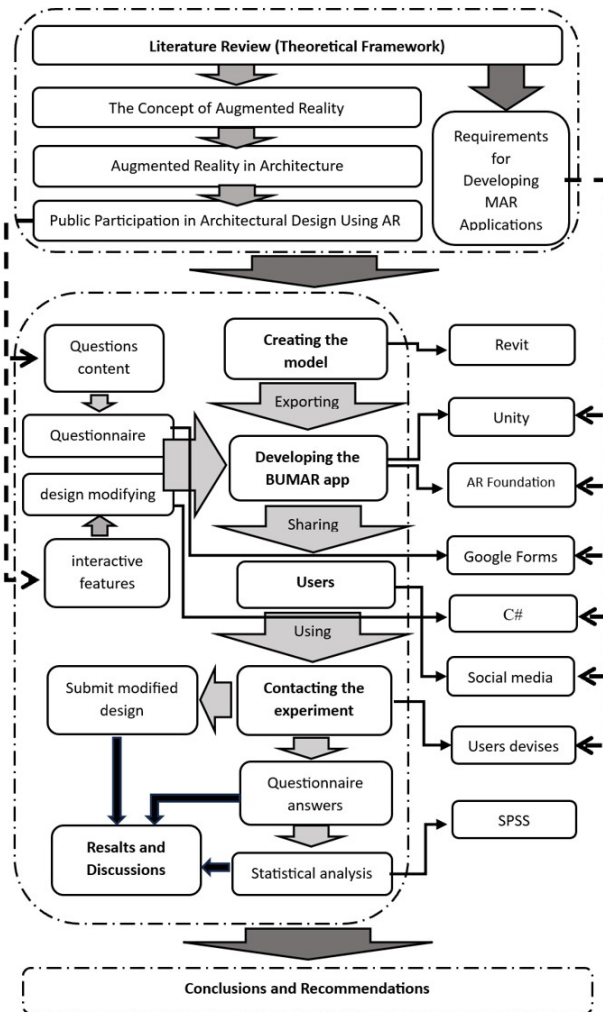 Literature Review (Theoretical Framework)
The Concept of Augmented Reality
Augmented Reality in Architecture
Public Participation in Architectural Design Using AR
Requirements
for
Developing
MAR
Applications
Questions
content
Questionnaire
design modifying
interactive
features
Creating the
model
Exporting
Developing the
BUMAR app
Sharing
Users
Using
Contacting the
experiment
Submit modified
design
Questionnaire
answers
Resalts and
Discussions
Statistical analysis
Revit
Unity
AR Foundation
Google Forms
C#
Social media
Users devises
SPSS
Conclusions and Recommendations